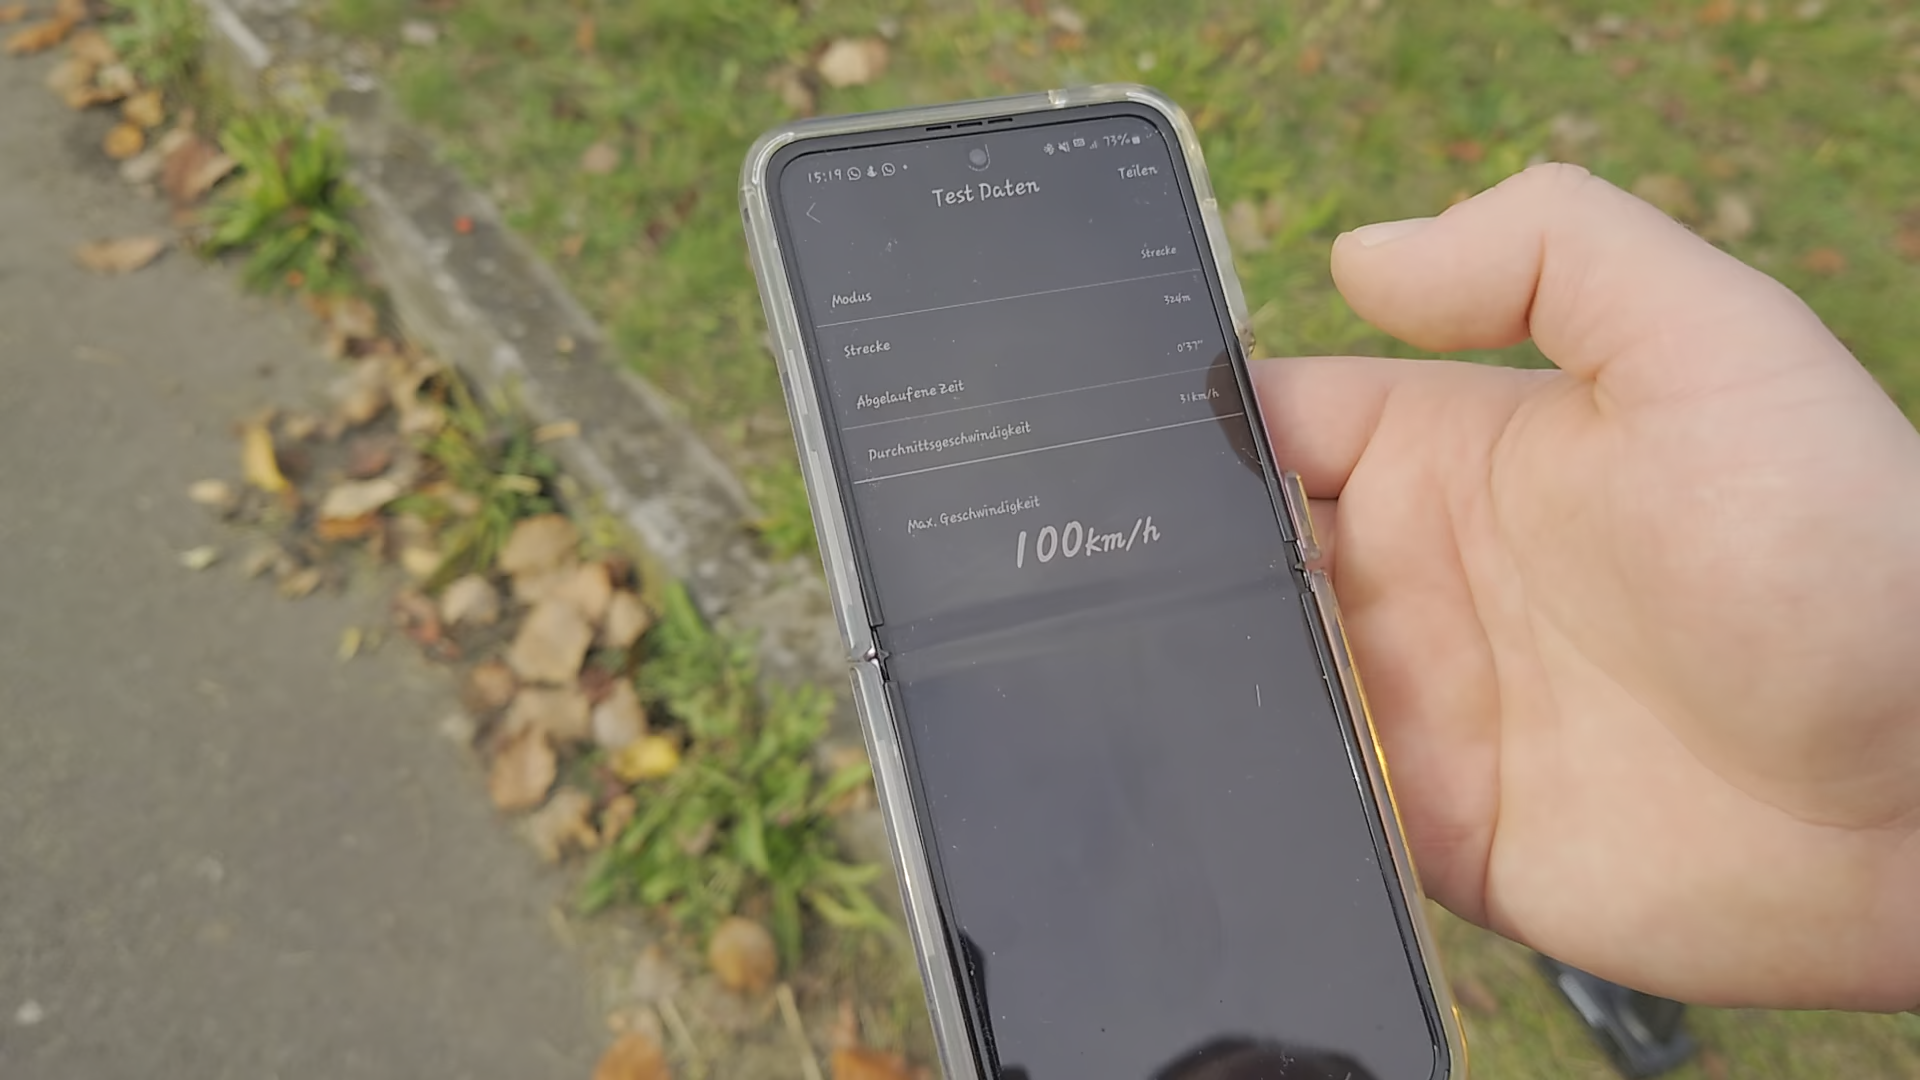 15:19
73%
Test Daten
Teilen
Modus
Strecke
Strecke
324m
Abgelaufene Zeit
0'37"
Durchnittsgeschwindigkeit
31km/h
Max. Geschwindigkeit
100km/h